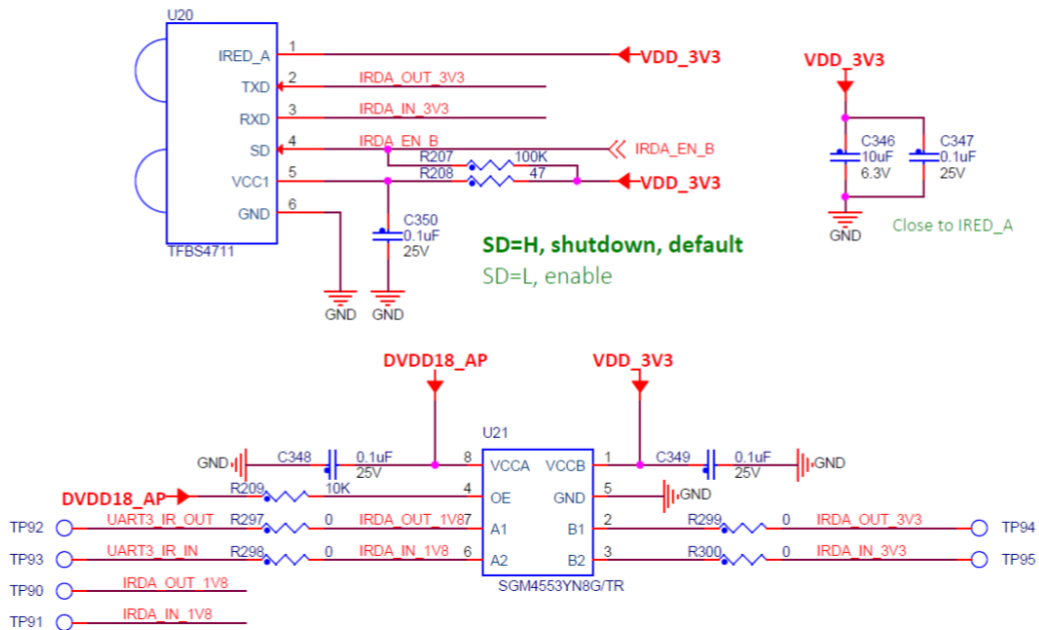 U20
IRED_A 1 VDD_3V3
TXD 2 IRDA_OUT_3V3
RXD 3 IRDA_IN_3V3
SD 4 IRDA_EN_B IRDA_EN_B
R207 100K
VCC1 5 R208 47 VDD_3V3
GND 6
TFBS4711
C350
0.1uF
25V
GND GND
SD=H, shutdown, default
SD=L, enable
VDD_3V3
C346
10uF
6.3V
C347
0.1uF
25V
GND
Close to IRED_A
DVDD18_AP VDD_3V3
U21
GND C348 0.1uF
25V
8 VCCA VCCB 1 C349 0.1uF
25V
GND
DVDD18_AP R209 10K 4 OE GND 5 GND
TP92 UART3_IR_OUT R297 0 IRDA_OUT_1V8 7 A1 B1 2 R299 0 IRDA_OUT_3V3 TP94
TP93 UART3_IR_IN R298 0 IRDA_IN_1V8 6 A2 B2 3 R300 0 IRDA_IN_3V3 TP95
SGM4553YN8G/TR
TP90 IRDA_OUT_1V8
TP91 IRDA_IN_1V8